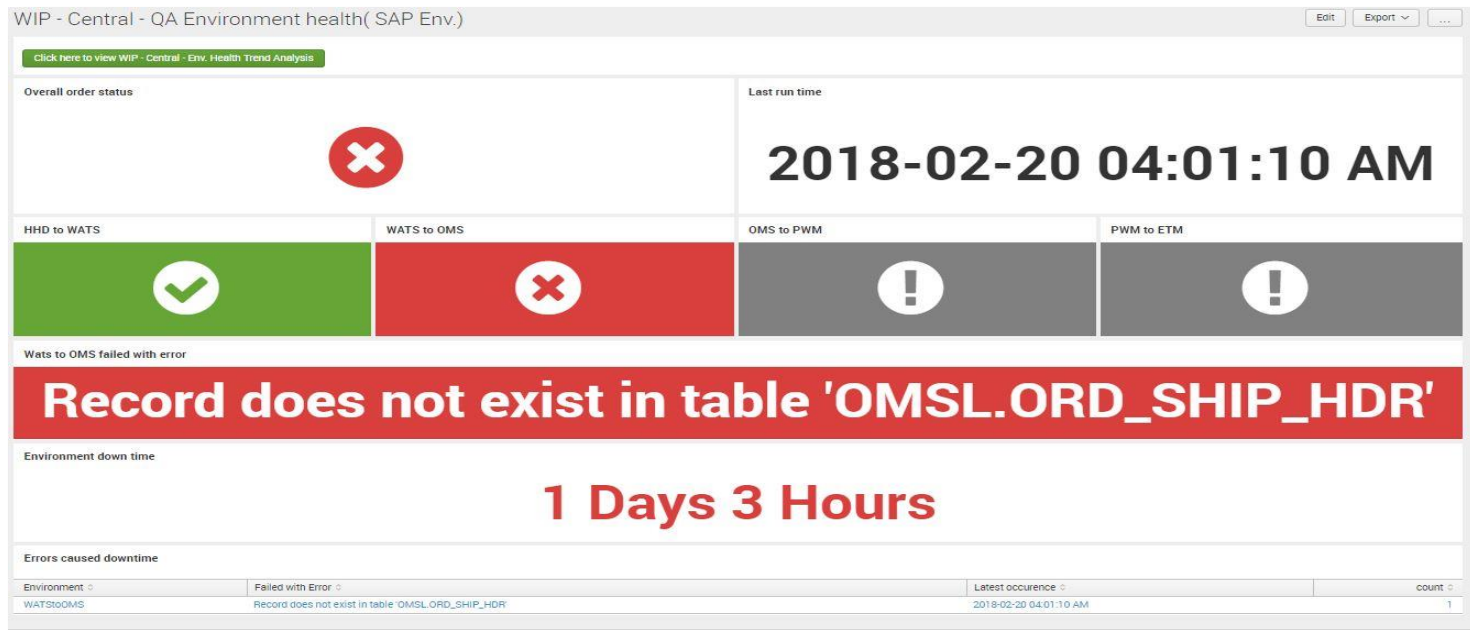 WIP - Central - QA Environment health( SAP Env.)
Edit Export ...
Click here to view WIP - Central - Env. Health Trend Analysis
Overall order status Last run time
2018-02-20 04:01:10 AM
HHD to WATS WATS to OMS OMS to PWM PWM to ETM
Wats to OMS failed with error
Record does not exist in table 'OMSL.ORD_SHIP_HDR'
Environment down time
1 Days 3 Hours
Errors caused downtime
Environment Failed with Error Latest occurence count
WATStoOMS Record does not exist in table 'OMSL.ORD_SHIP_HDR' 2018-02-20 04:01:10 AM 1